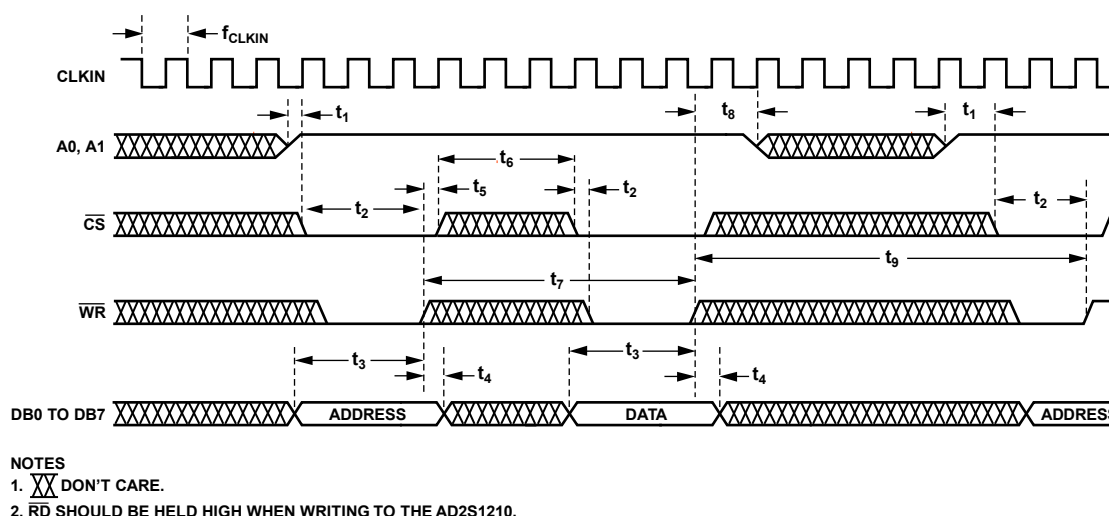 fCLKIN
CLKIN
t1
t8
t1
A0, A1
t6
t5
t2
t2
t2
CS
t9
t7
WR
t3
t4
t3
t4
DB0 TO DB7
ADDRESS
DATA
ADDRESS
NOTES
1. DON'T CARE.
2. RD SHOULD BE HELD HIGH WHEN WRITING TO THE AD2S1210.